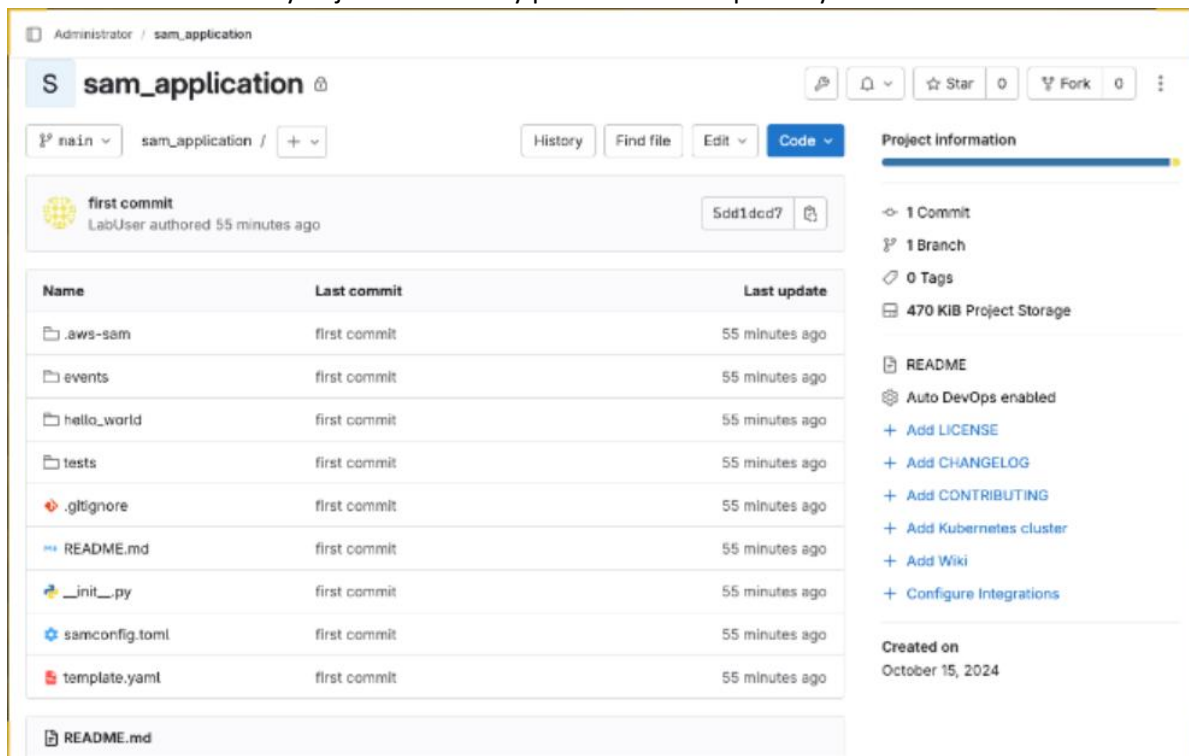 Administrator / sam_application
S sam_application
Star 0 Fork 0
main sam_application / +
History Find file Edit Code
first commit
LabUser authored 55 minutes ago
5dd1dcd7
Name Last commit Last update
.aws-sam first commit 55 minutes ago
events first commit 55 minutes ago
hello_world first commit 55 minutes ago
tests first commit 55 minutes ago
.gitignore first commit 55 minutes ago
README.md first commit 55 minutes ago
__init__.py first commit 55 minutes ago
samconfig.toml first commit 55 minutes ago
template.yaml first commit 55 minutes ago
README.md
Project information
1 Commit
1 Branch
0 Tags
470 KiB Project Storage
README
Auto DevOps enabled
+ Add LICENSE
+ Add CHANGELOG
+ Add CONTRIBUTING
+ Add Kubernetes cluster
+ Add Wiki
+ Configure Integrations
Created on
October 15, 2024